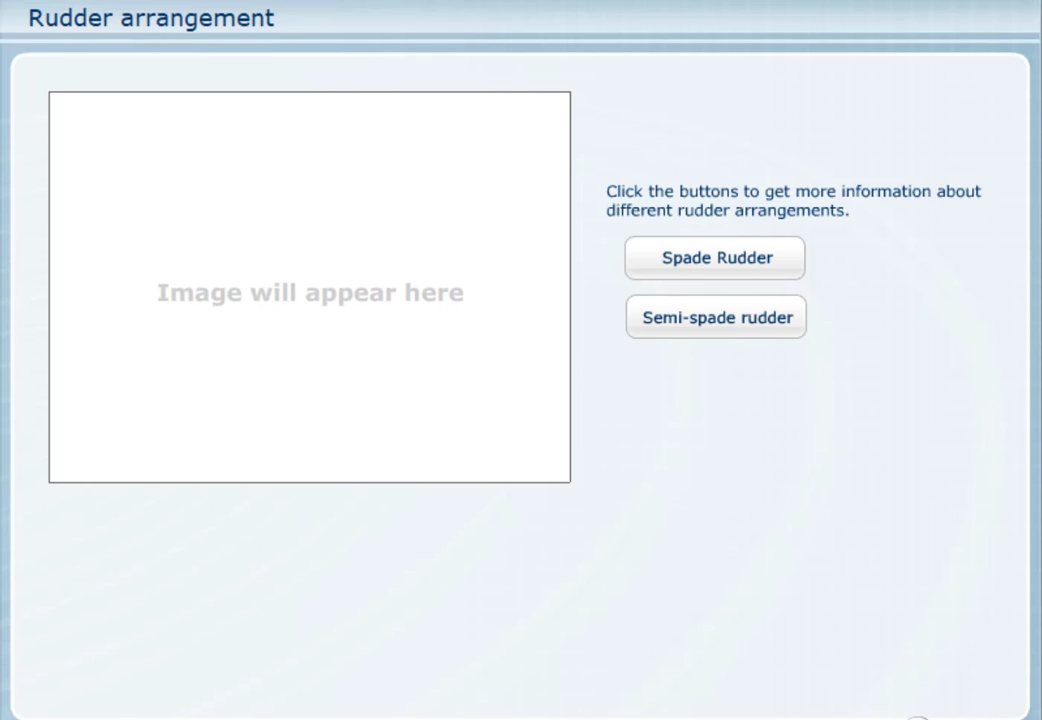 Rudder arrangement
Image will appear here
Click the buttons to get more information about
different rudder arrangements.
Spade Rudder
Semi-spade rudder